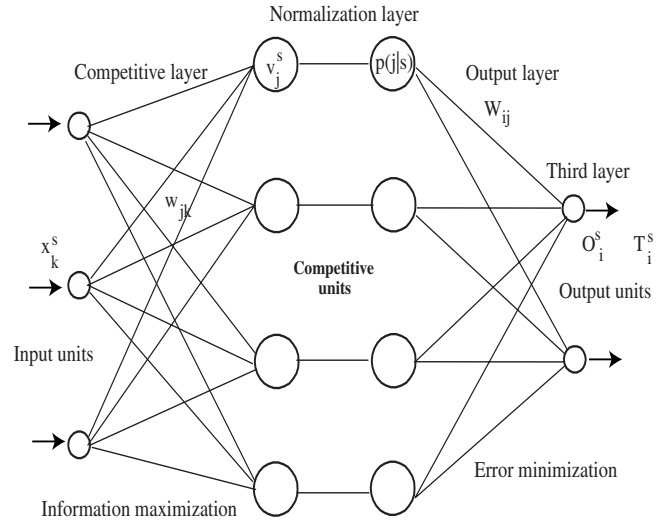 Normalization layer
Competitive layer
v_j^s
p(j|s)
Output layer
W_ij
Third layer
w_jk
x_k^s
O_i^s T_i^s
Competitive
units
Output units
Input units
Error minimization
Information maximization